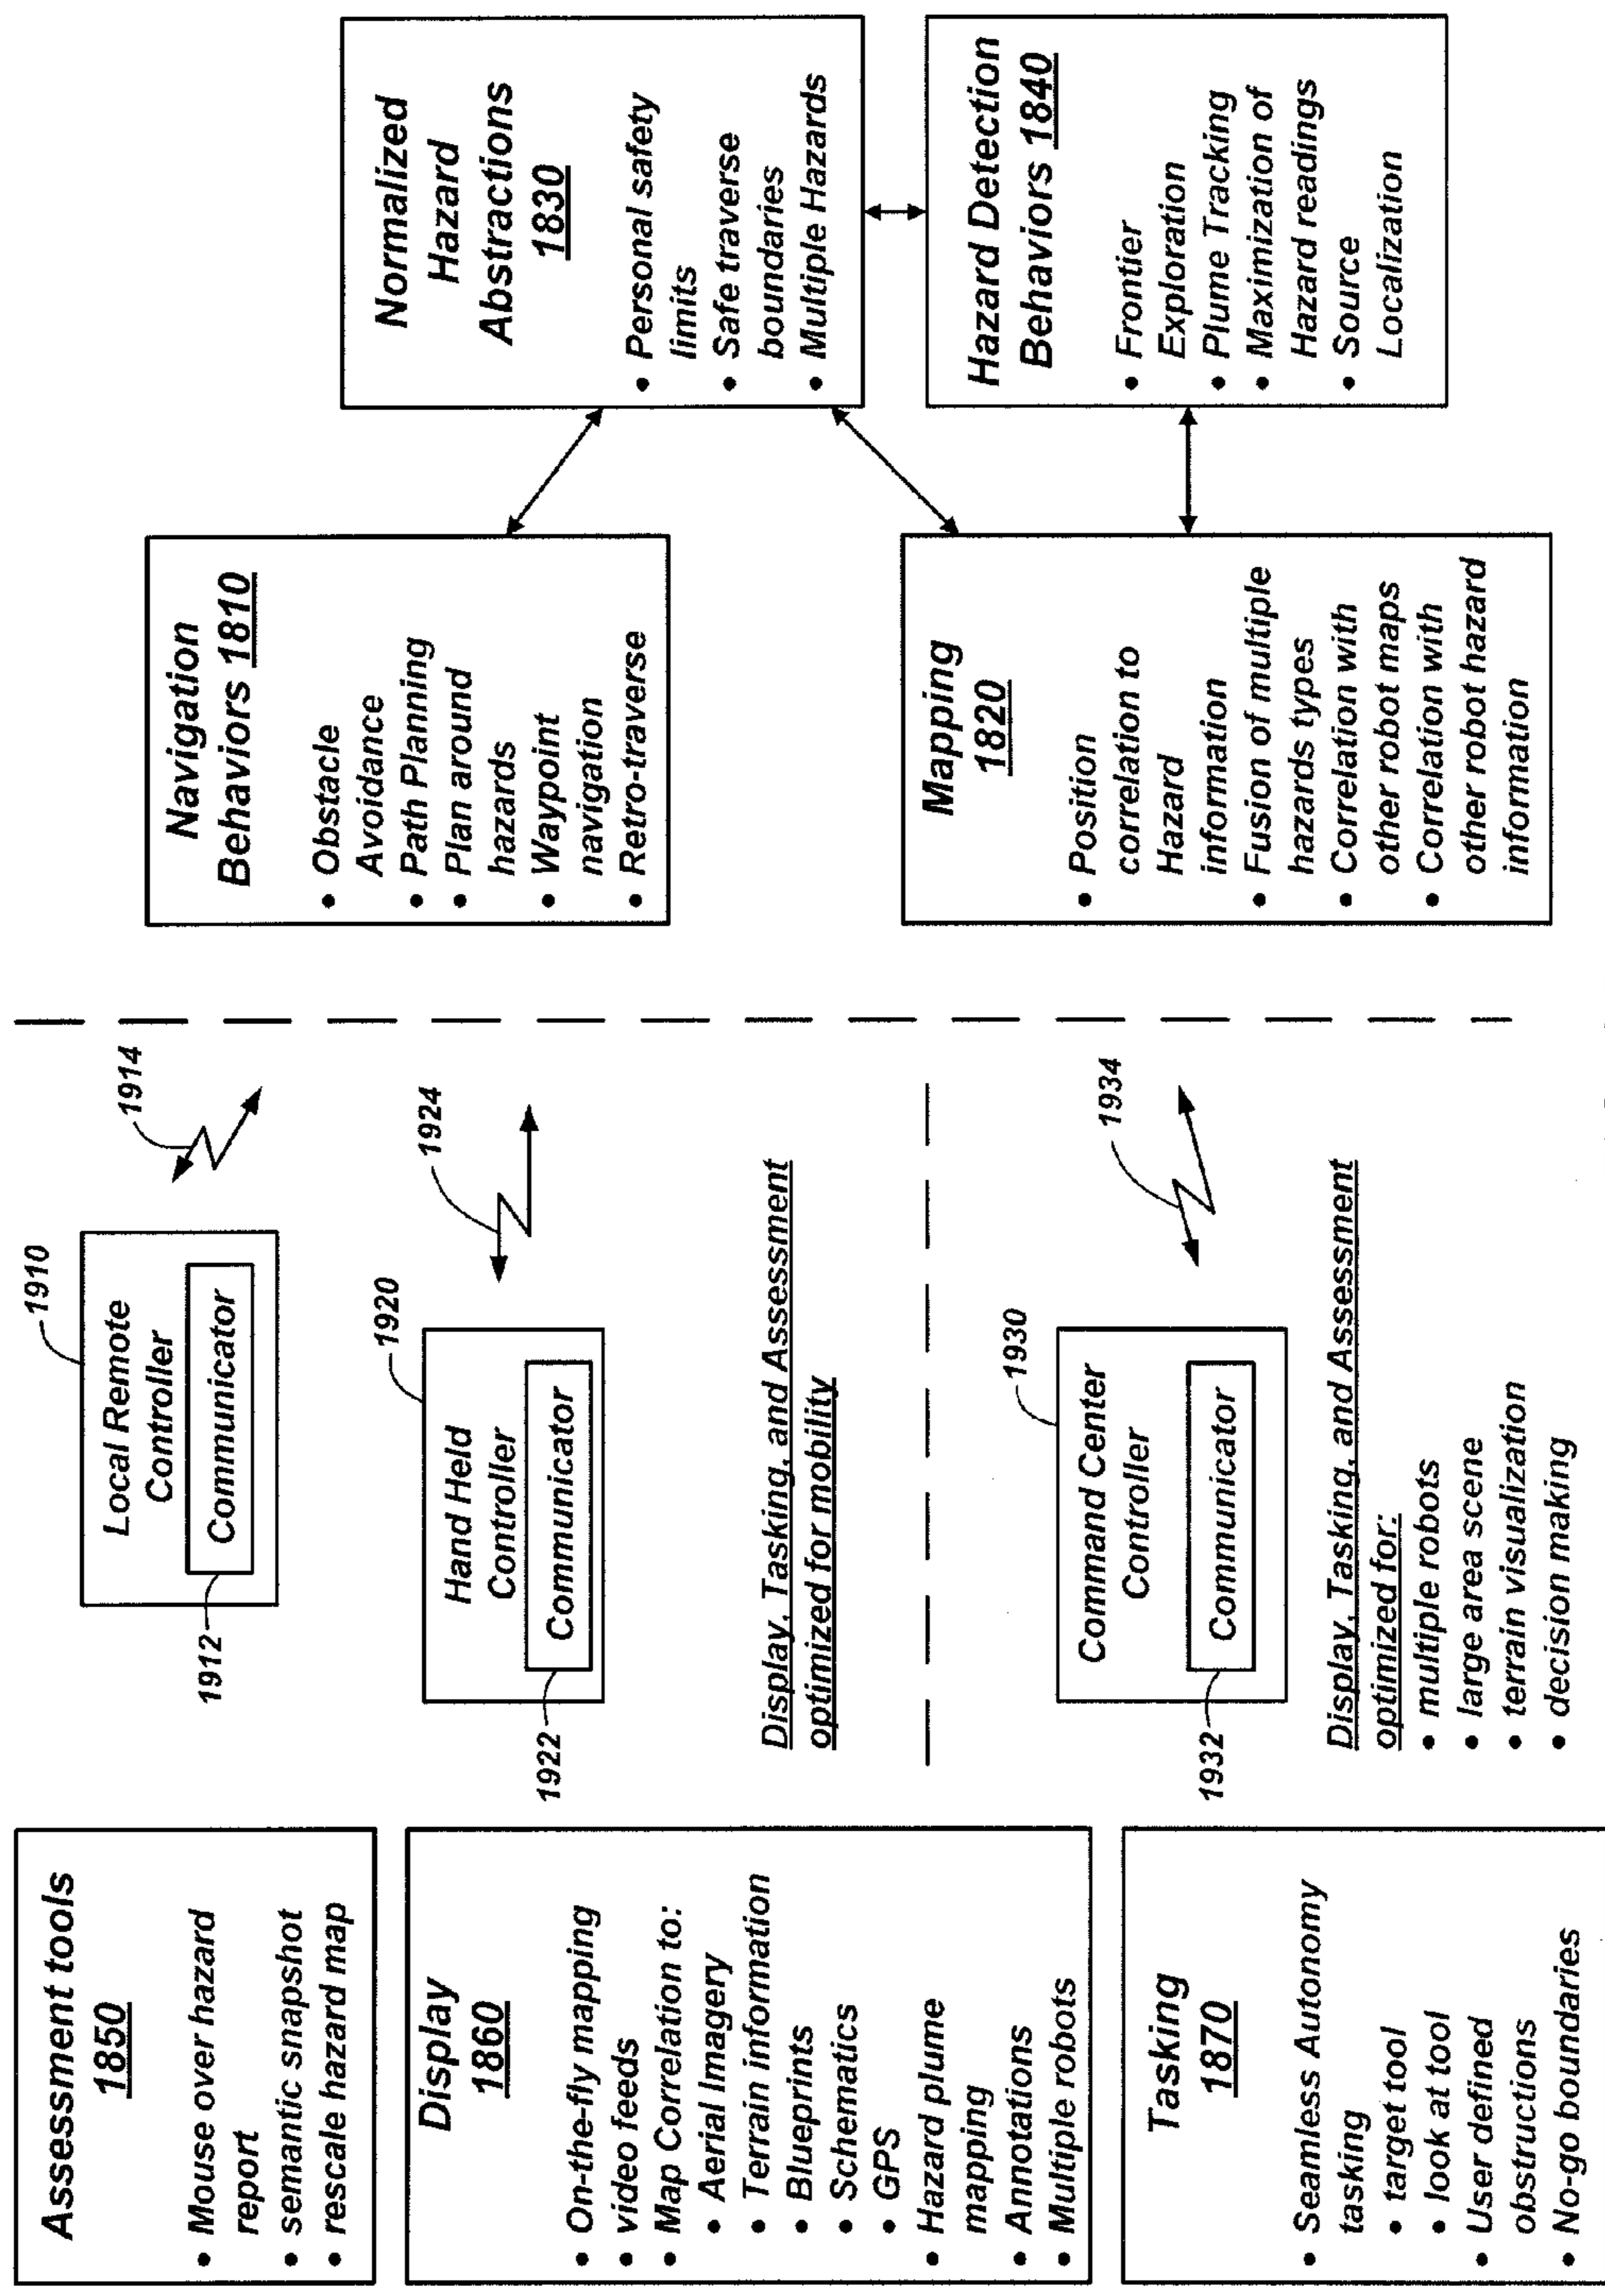 Assessment tools
1850
• Mouse over hazard
report
• semantic snapshot
• rescale hazard map
Display
1860
• On-the-fly mapping
• video feeds
• Map Correlation to:
• Aerial Imagery
• Terrain information
• Blueprints
• Schematics
• GPS
• Hazard plume
mapping
• Annotations
• Multiple robots
Tasking
1870
• Seamless Autonomy
tasking
• target tool
• look at tool
• User defined
obstructions
• No-go boundaries
1910
Local Remote
Controller
Communicator
1912
1914
1920
Hand Held
Controller
Communicator
1922
1924
Display, Tasking, and Assessment
optimized for mobility
1930
Command Center
Controller
Communicator
1932
1934
Display, Tasking, and Assessment
optimized for:
• multiple robots
• large area scene
• terrain visualization
• decision making
Navigation
Behaviors 1810
• Obstacle
Avoidance
• Path Planning
• Plan around
hazards
• Waypoint
navigation
• Retro-traverse
Mapping
1820
• Position
correlation to
Hazard
information
• Fusion of multiple
hazards types
• Correlation with
other robot maps
• Correlation with
other robot hazard
information
Normalized
Hazard
Abstractions
1830
• Personal safety
limits
• Safe traverse
boundaries
• Multiple Hazards
Hazard Detection
Behaviors 1840
• Frontier
Exploration
• Plume Tracking
• Maximization of
Hazard readings
• Source
Localization